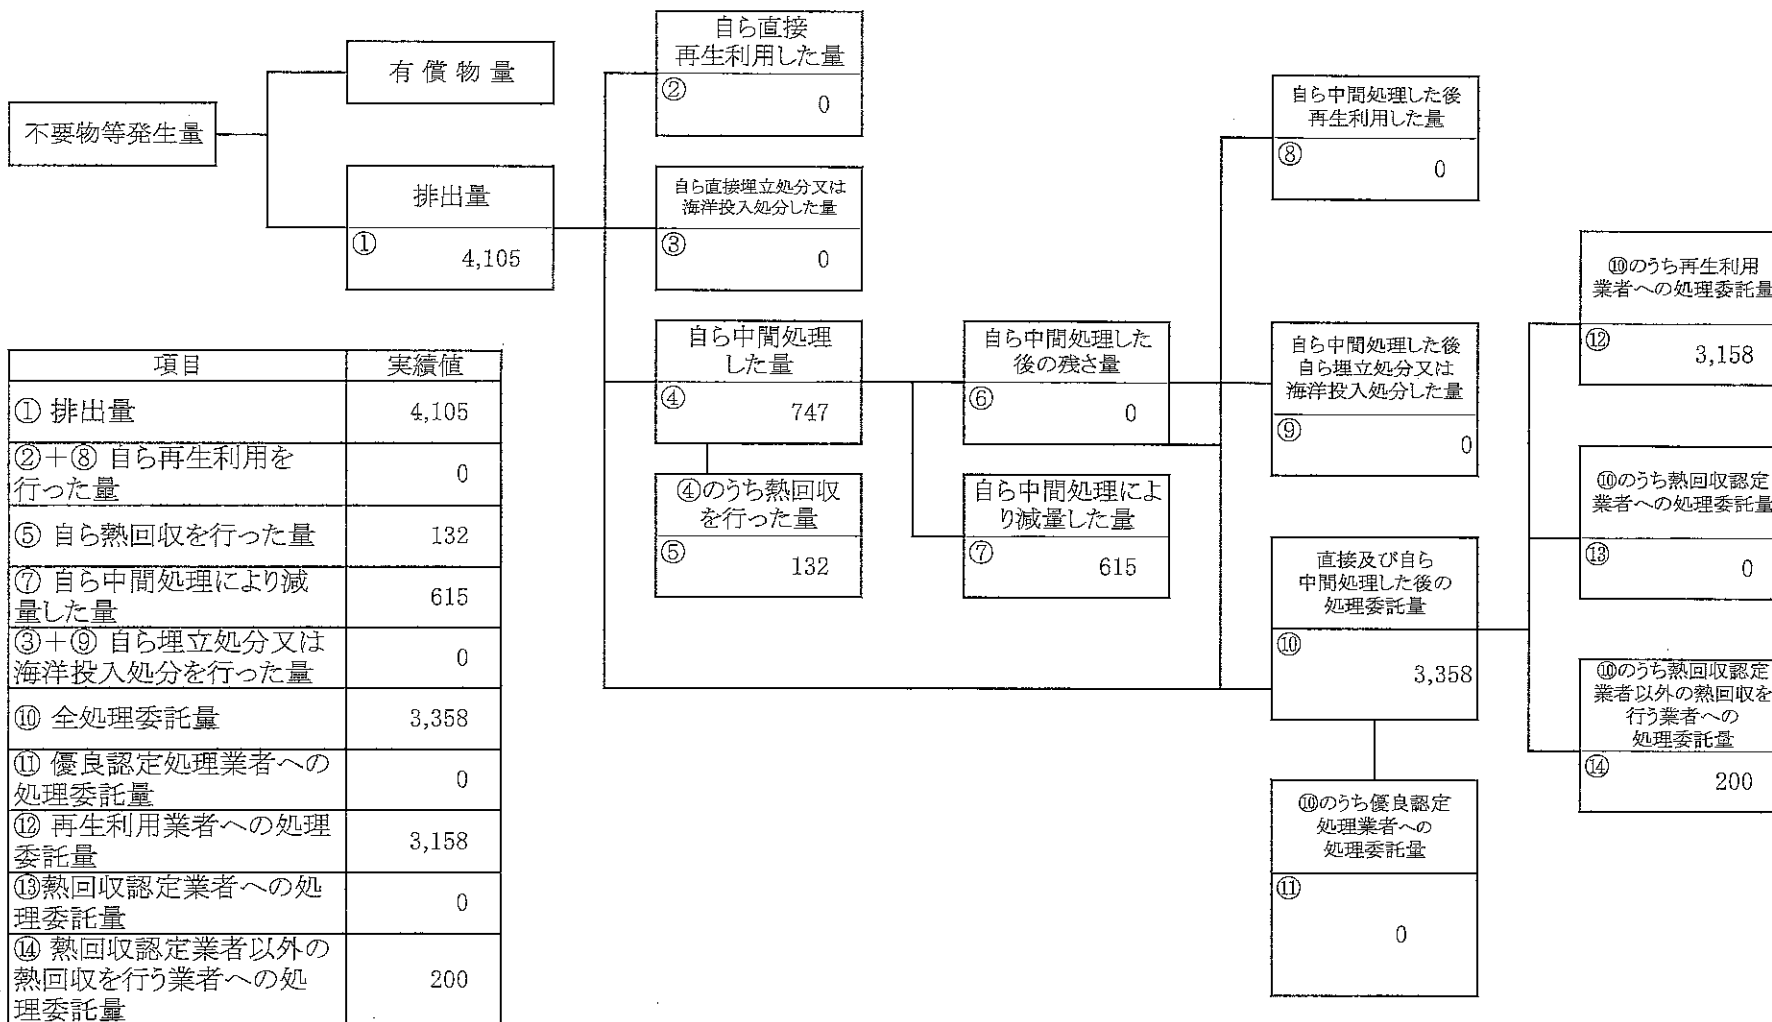 不要物等発生量
有償物量
排出量
①
4,105
自ら直接
再生利用した量
②
0
自ら直接埋立処分又は
海洋投入処分した量
③
0
自ら中間処理
した量
④
747
④のうち熱回収
を行った量
⑤
132
自ら中間処理した
後の残さ量
⑥
0
自ら中間処理によ
り減量した量
⑦
615
自ら中間処理した後
再生利用した量
⑧
0
自ら中間処理した後
自ら埋立処分又は
海洋投入処分した量
⑨
0
直接及び自ら
中間処理した後の
処理委託量
⑩
3,358
⑩のうち優良認定
処理業者への
処理委託量
⑪
0
⑩のうち再生利用
業者への処理委託量
⑫
3,158
⑩のうち熱回収認定
業者への処理委託量
⑬
0
⑩のうち熱回収認定
業者以外の熱回収を
行う業者への
処理委託量
⑭
200
項目 実績値
① 排出量 4,105
②+⑧ 自ら再生利用を
行った量 0
⑤ 自ら熱回収を行った量 132
⑦ 自ら中間処理により減
量した量 615
③+⑨ 自ら埋立処分又は
海洋投入処分を行った量 0
⑩ 全処理委託量 3,358
⑪ 優良認定処理業者への
処理委託量 0
⑫ 再生利用業者への処理
委託量 3,158
⑬熱回収認定業者への処
理委託量 0
⑭ 熱回収認定業者以外の
熱回収を行う業者への処
理委託量 200